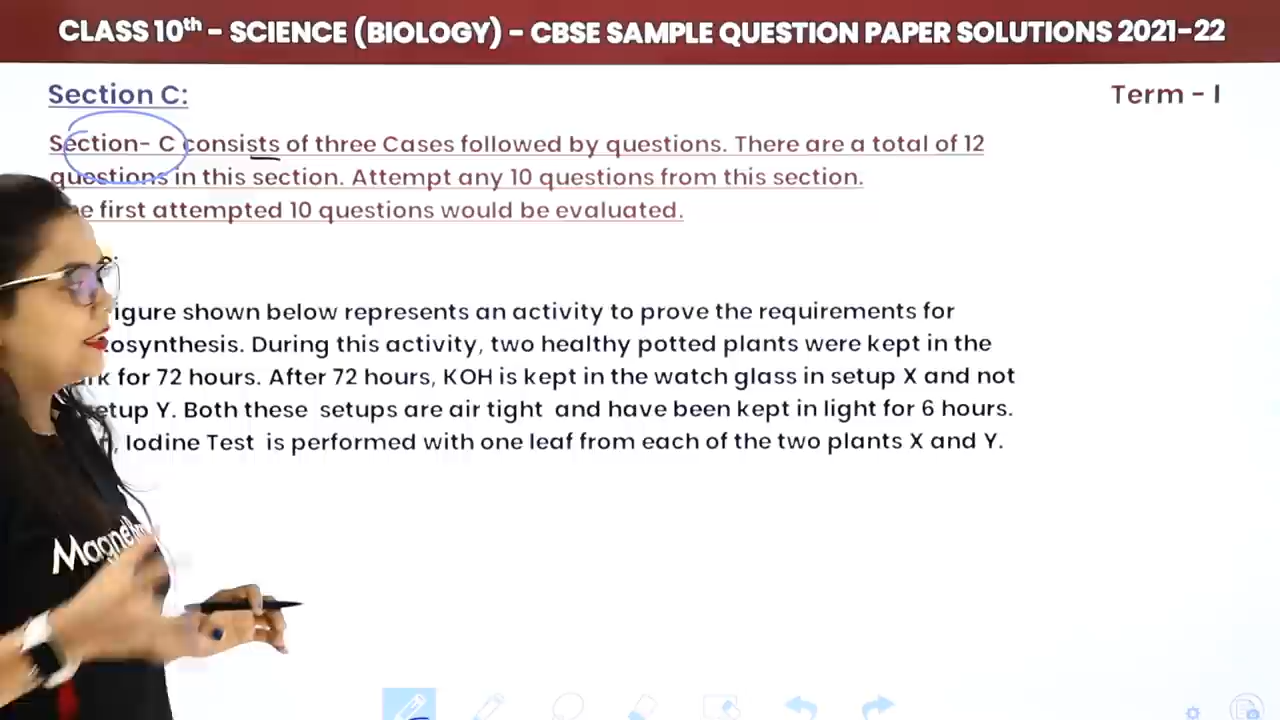 CLASS 10th – SCIENCE (BIOLOGY) – CBSE SAMPLE QUESTION PAPER SOLUTIONS 2021–22
Section C:
Term - I
Section- C consists of three Cases followed by questions. There are a total of 12
questions in this section. Attempt any 10 questions from this section.
first attempted 10 questions would be evaluated.
shown below represents an activity to prove the requirements for
During this activity, two healthy potted plants were kept in the
for 72 hours. After 72 hours, KOH is kept in the watch glass in setup X and not
Y. Both these setups are air tight and have been kept in light for 6 hours.
Iodine Test is performed with one leaf from each of the two plants X and Y.